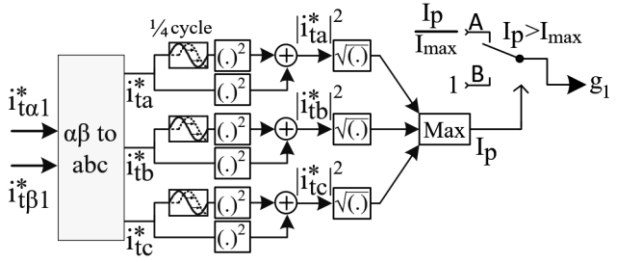 ¼ cycle
(.)²
|i*ta|²
√(.)
i*ta
(.)²
i*tα1
αβ to
abc
i*tβ1
(.)²
|i*tb|²
√(.)
i*tb
(.)²
(.)²
|i*tc|²
√(.)
i*tc
(.)²
Max
Ip
Ip
Imax
A
Ip>Imax
1
B
g1